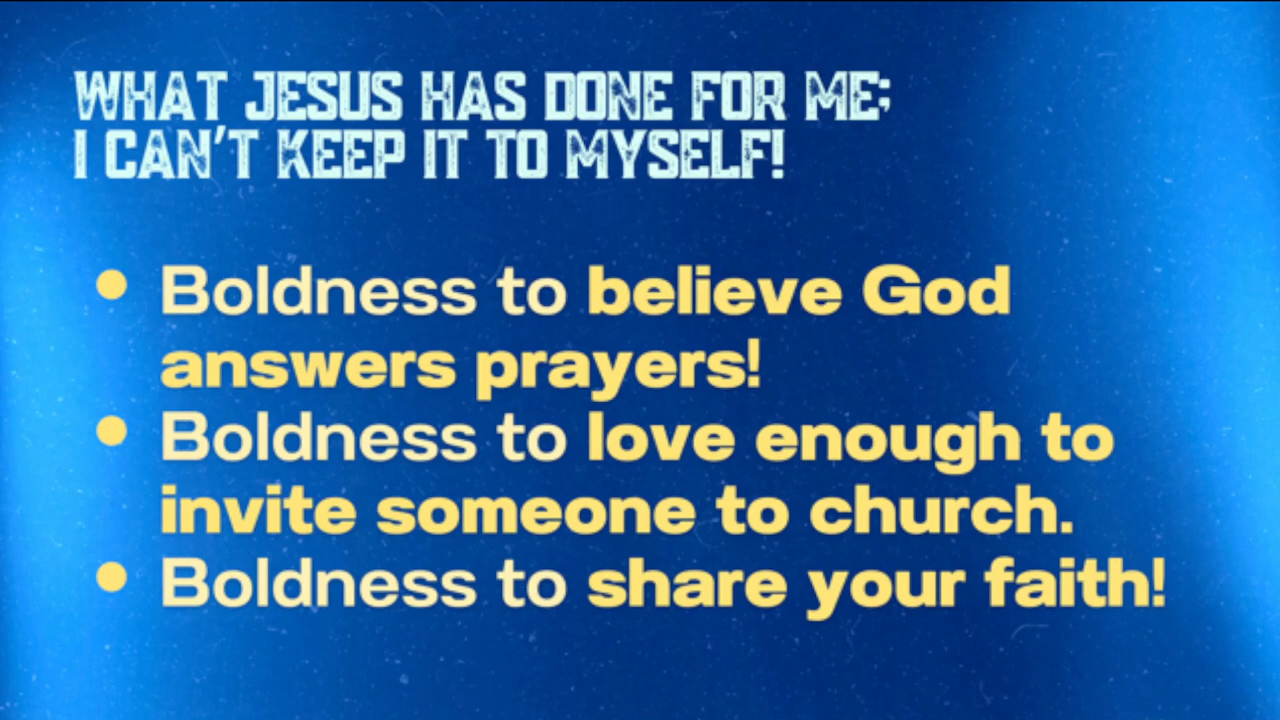 WHAT JESUS HAS DONE FOR ME;
I CAN'T KEEP IT TO MYSELF!
• Boldness to believe God
answers prayers!
• Boldness to love enough to
invite someone to church.
• Boldness to share your faith!